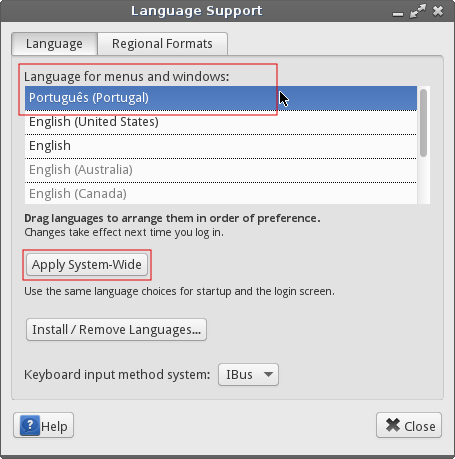 Language Support
Language
Regional Formats
Language for menus and windows:
Português (Portugal)
English (United States)
English
English (Australia)
English (Canada)
Drag languages to arrange them in order of preference.
Changes take effect next time you log in.
Apply System-Wide
Use the same language choices for startup and the login screen.
Install / Remove Languages...
Keyboard input method system: IBus
? Help
Close